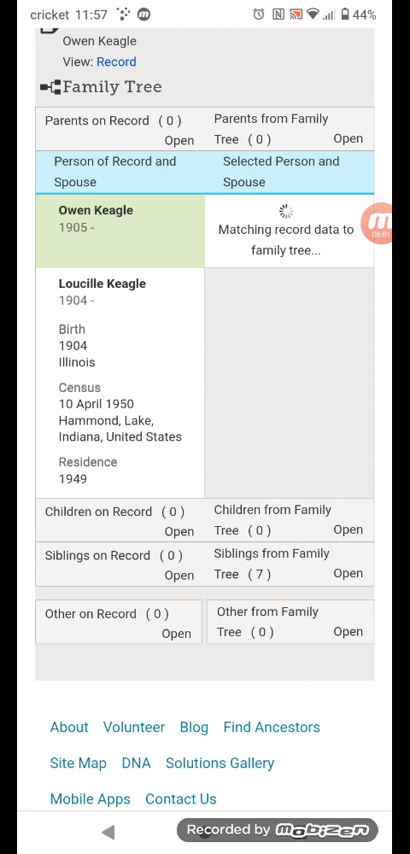 cricket 11:57 44%
Owen Keagle
View: Record
Family Tree
Parents on Record ( 0 )
Open
Parents from Family
Tree ( 0 ) Open
Person of Record and
Spouse
Selected Person and
Spouse
Owen Keagle
1905 -
Matching record data to
family tree...
06:01
Loucille Keagle
1904 -
Birth
1904
Illinois
Census
10 April 1950
Hammond, Lake,
Indiana, United States
Residence
1949
Children on Record ( 0 )
Open
Children from Family
Tree ( 0 ) Open
Siblings on Record ( 0 )
Open
Siblings from Family
Tree ( 7 ) Open
Other on Record ( 0 )
Open
Other from Family
Tree ( 0 ) Open
About Volunteer Blog Find Ancestors
Site Map DNA Solutions Gallery
Mobile Apps Contact Us
Recorded by mobizen